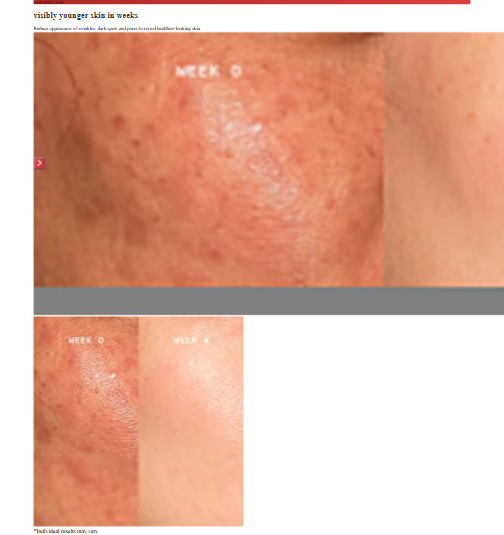 visibly younger skin in weeks
Reduce appearance of wrinkles, dark spots and pores to reveal healthier-looking skin.
WEEK 0
WEEK 0
WEEK 4
*Individual results may vary